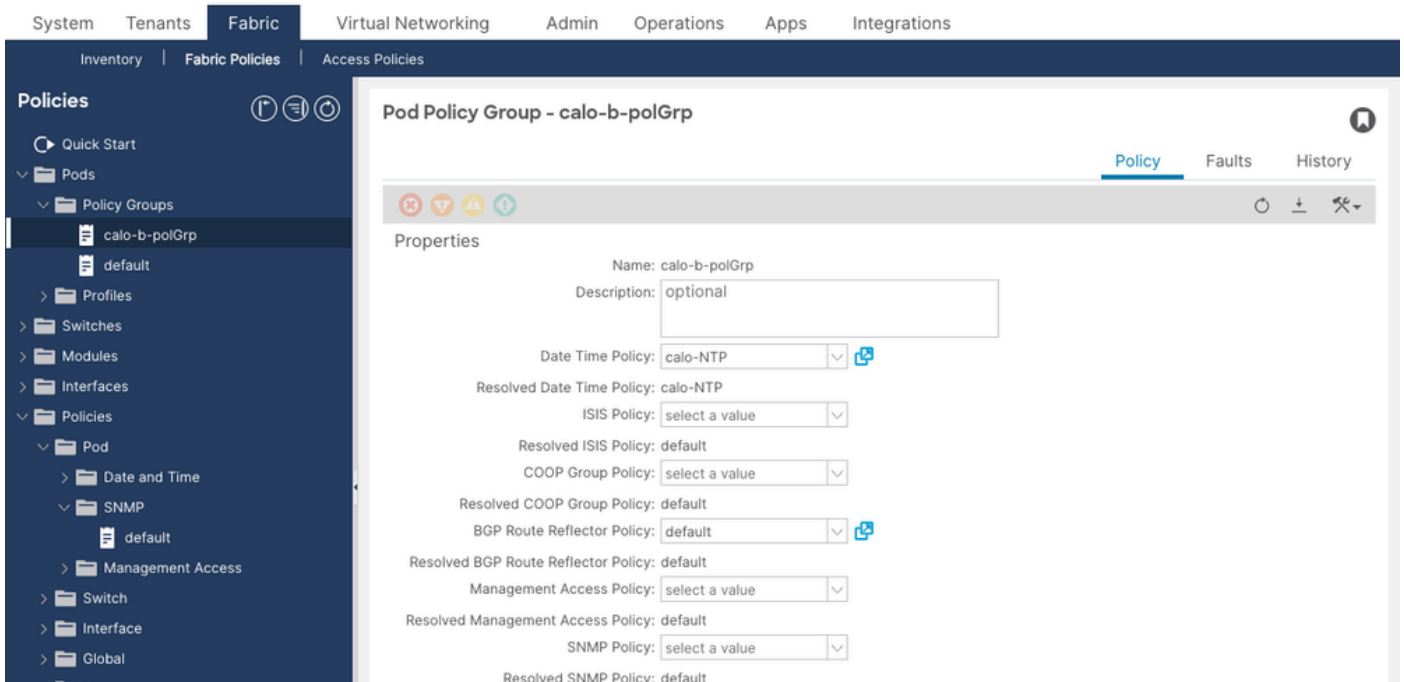 System Tenants Fabric Virtual Networking Admin Operations Apps Integrations
Inventory | Fabric Policies | Access Policies
Policies
Quick Start
Pods
Policy Groups
calo-b-polGrp
default
Profiles
Switches
Modules
Interfaces
Policies
Pod
Date and Time
SNMP
default
Management Access
Switch
Interface
Global
Pod Policy Group - calo-b-polGrp
Policy Faults History
Properties
Name: calo-b-polGrp
Description: optional
Date Time Policy: calo-NTP
Resolved Date Time Policy: calo-NTP
ISIS Policy: select a value
Resolved ISIS Policy: default
COOP Group Policy: select a value
Resolved COOP Group Policy: default
BGP Route Reflector Policy: default
Resolved BGP Route Reflector Policy: default
Management Access Policy: select a value
Resolved Management Access Policy: default
SNMP Policy: select a value
Resolved SNMP Policy: default